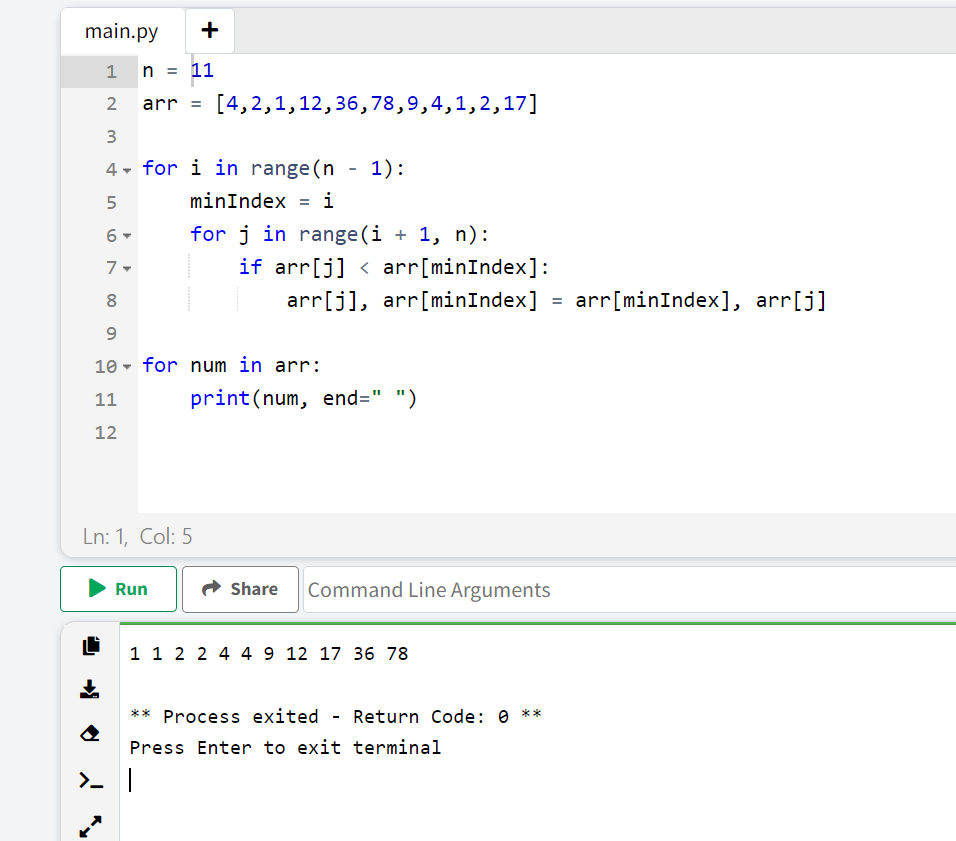 main.py +
1 n = 11
2 arr = [4,2,1,12,36,78,9,4,1,2,17]
3
4 for i in range(n - 1):
5     minIndex = i
6     for j in range(i + 1, n):
7         if arr[j] < arr[minIndex]:
8             arr[j], arr[minIndex] = arr[minIndex], arr[j]
9
10 for num in arr:
11     print(num, end=" ")
12
Ln: 1, Col: 5
Run Share Command Line Arguments
1 1 2 2 4 4 9 12 17 36 78
** Process exited - Return Code: 0 **
Press Enter to exit terminal